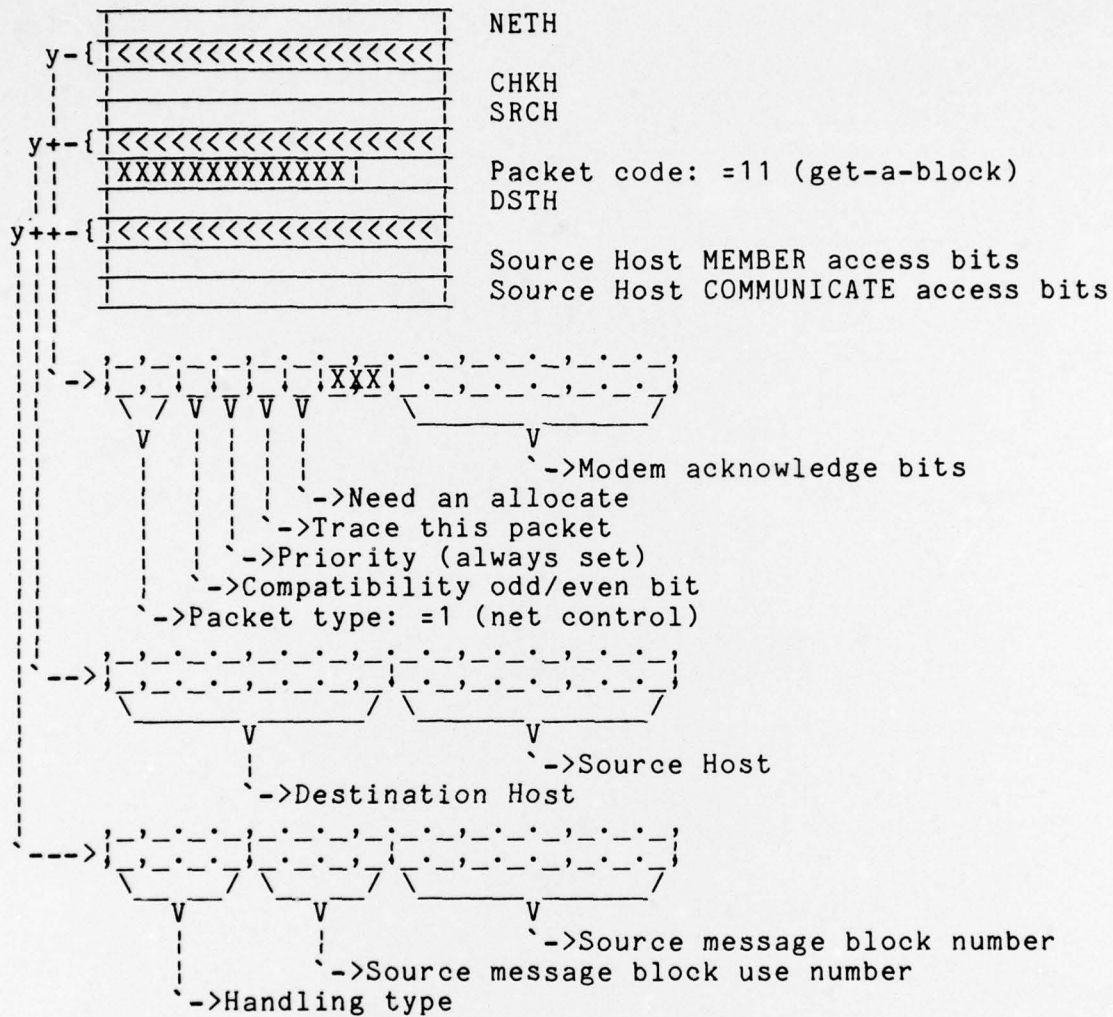 NETH
y-{ <<<<<<<<<<<<<<<<<<
CHKH
SRCH
y+-{ <<<<<<<<<<<<<<<<<<
XXXXXXXXXXXXX Packet code: =11 (get-a-block)
DSTH
y++-{ <<<<<<<<<<<<<<<<<<
Source Host MEMBER access bits
Source Host COMMUNICATE access bits
XXX
V V V V
V V
`->Modem acknowledge bits
`->Need an allocate
`->Trace this packet
`->Priority (always set)
`->Compatibility odd/even bit
`->Packet type: =1 (net control)
V V
`->Source Host
`->Destination Host
V V V
`->Source message block number
`->Source message block use number
`->Handling type